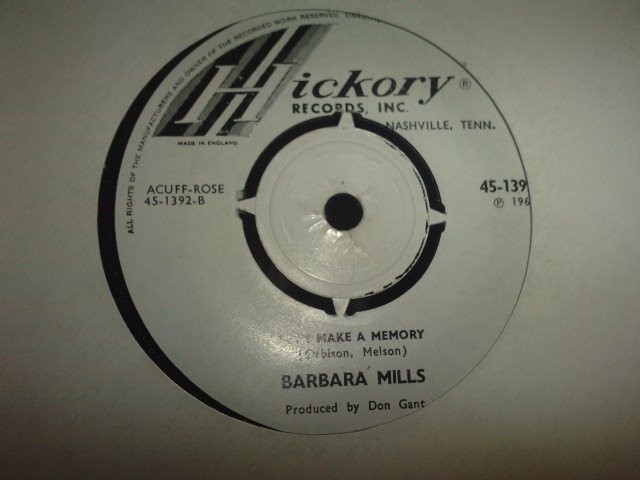 ALL RIGHTS OF THE MANUFACTURERS AND OWNER OF THE RECORDED WORK RESERVED
Hickory ®
RECORDS, INC.
NASHVILLE, TENN.
MADE IN ENGLAND
ACUFF-ROSE
45-1392-B
45-139
℗ 196
MAKE A MEMORY
(Orbison, Melson)
BARBARA MILLS
Produced by Don Gant